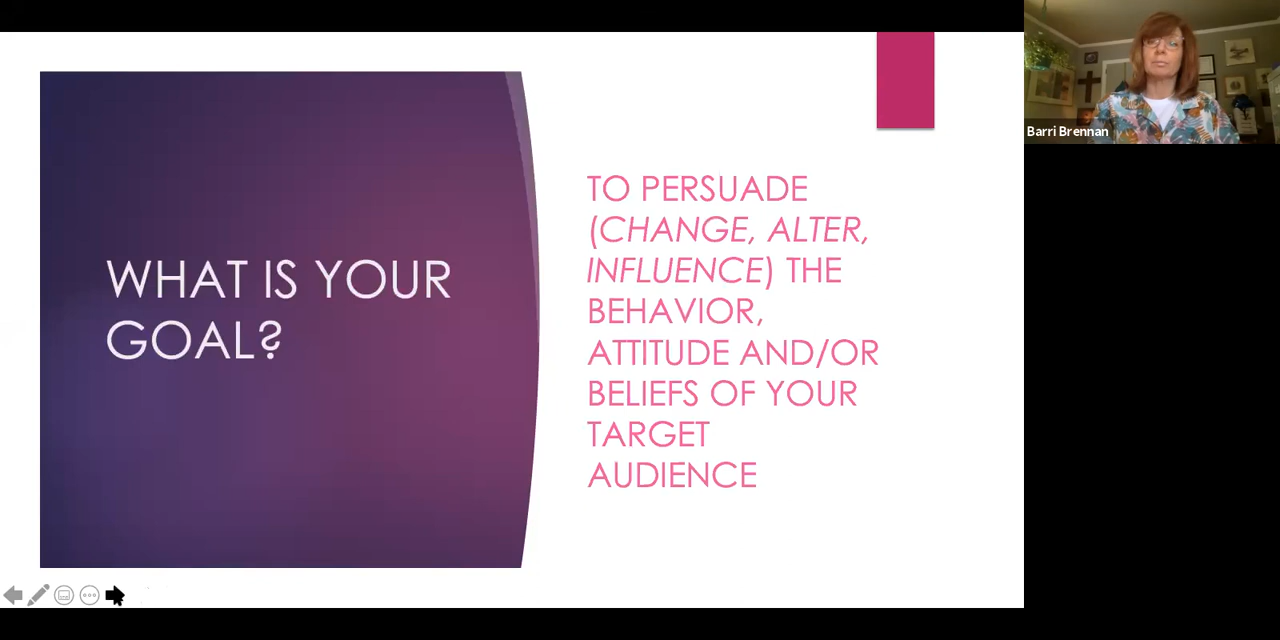 WHAT IS YOUR
GOAL?
TO PERSUADE
(CHANGE, ALTER,
INFLUENCE) THE
BEHAVIOR,
ATTITUDE AND/OR
BELIEFS OF YOUR
TARGET
AUDIENCE
Barri Brennan